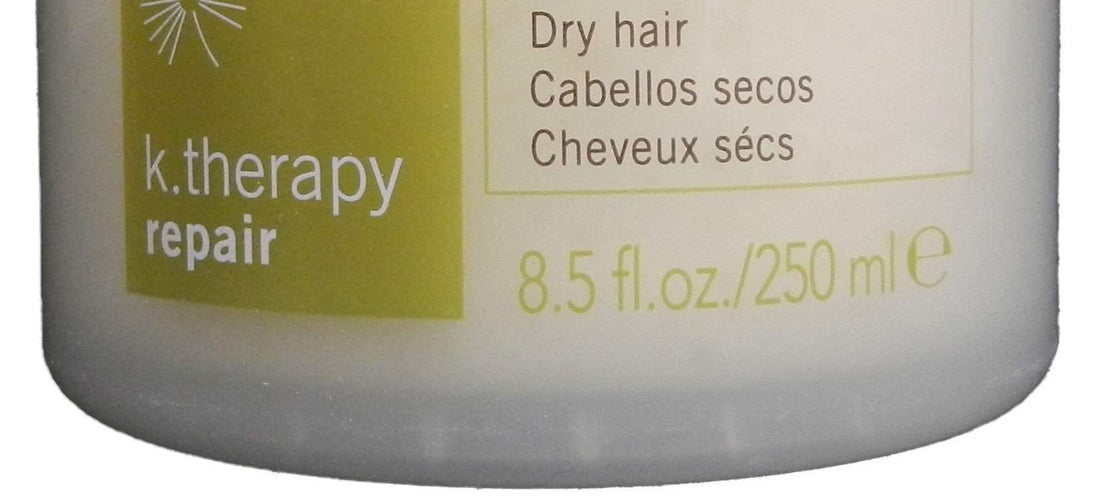 Dry hair
Cabellos secos
Cheveux sécs
k.therapy
repair
8.5 fl.oz./250 ml ℮